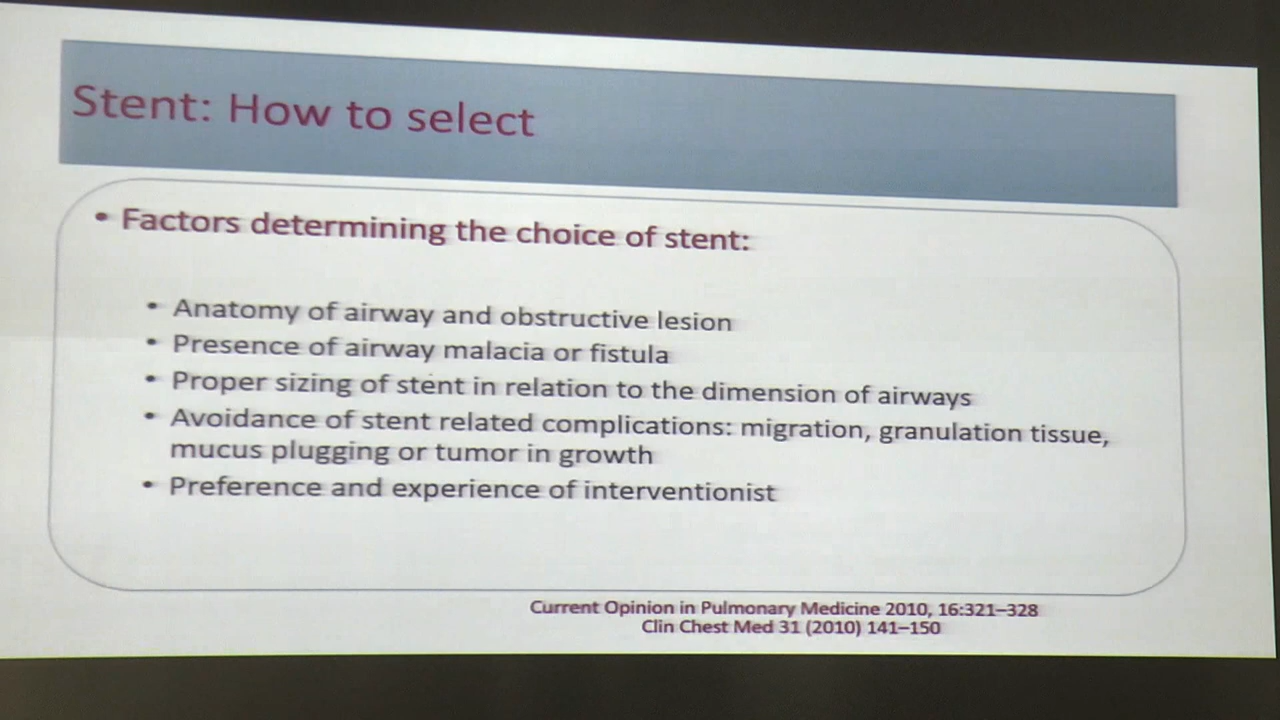 Stent: How to select
• Factors determining the choice of stent:
• Anatomy of airway and obstructive lesion
• Presence of airway malacia or fistula
• Proper sizing of stent in relation to the dimension of airways
• Avoidance of stent related complications: migration, granulation tissue,
mucus plugging or tumor in growth
• Preference and experience of interventionist
Current Opinion in Pulmonary Medicine 2010, 16:321–328
Clin Chest Med 31 (2010) 141–150